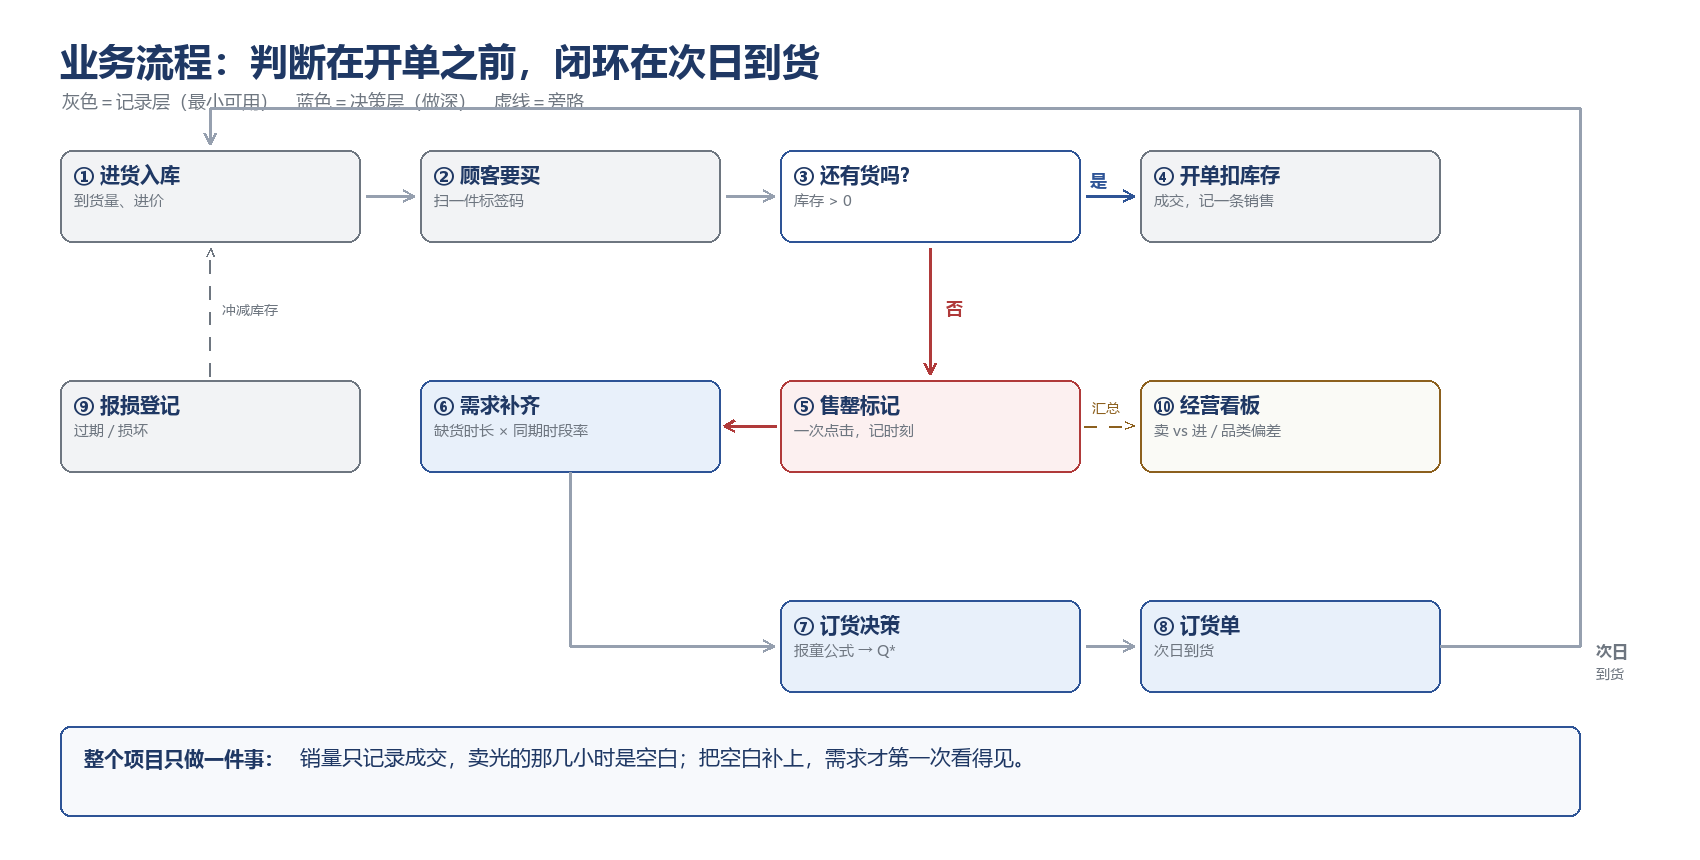 业务流程：判断在开单之前，闭环在次日到货
灰色＝记录层（最小可用） 蓝色＝决策层（做深） 虚线＝旁路
① 进货入库
到货量、进价
② 顾客要买
扫一件标签码
③ 还有货吗?
库存 > 0
是
④ 开单扣库存
成交，记一条销售
冲减库存
否
⑨ 报损登记
过期 / 损坏
⑥ 需求补齐
缺货时长 × 同期时段率
⑤ 售罄标记
一次点击，记时刻
汇总
⑩ 经营看板
卖 vs 进 / 品类偏差
⑦ 订货决策
报童公式 → Q*
⑧ 订货单
次日到货
次日
到货
整个项目只做一件事： 销量只记录成交，卖光的那几小时是空白；把空白补上，需求才第一次看得见。